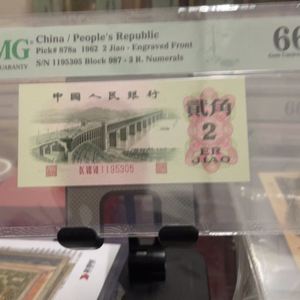 MG
GUARANTY
China / People's Republic
Pick# 878a 1962 2 Jiao - Engraved Front
S/N 1195305 Block 987 - 3 R. Numerals
66
中国人民银行
贰角
2
ER
JIAO
1195305